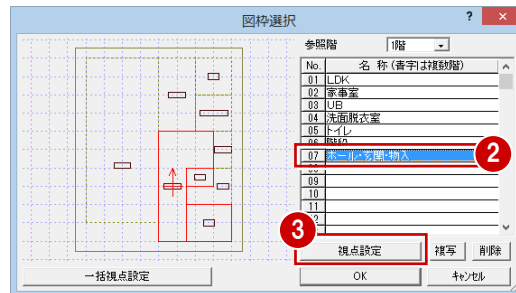 図枠選択
? ×
参照階 1階
No. 名 称 (青字は複数階)
01 LDK
02 家事室
03 UB
04 洗面脱衣室
05 トイレ
06 階段
07 ホール・玄関・物入
2
09
10
11
3
視点設定 複写 削除
一括視点設定 OK キャンセル